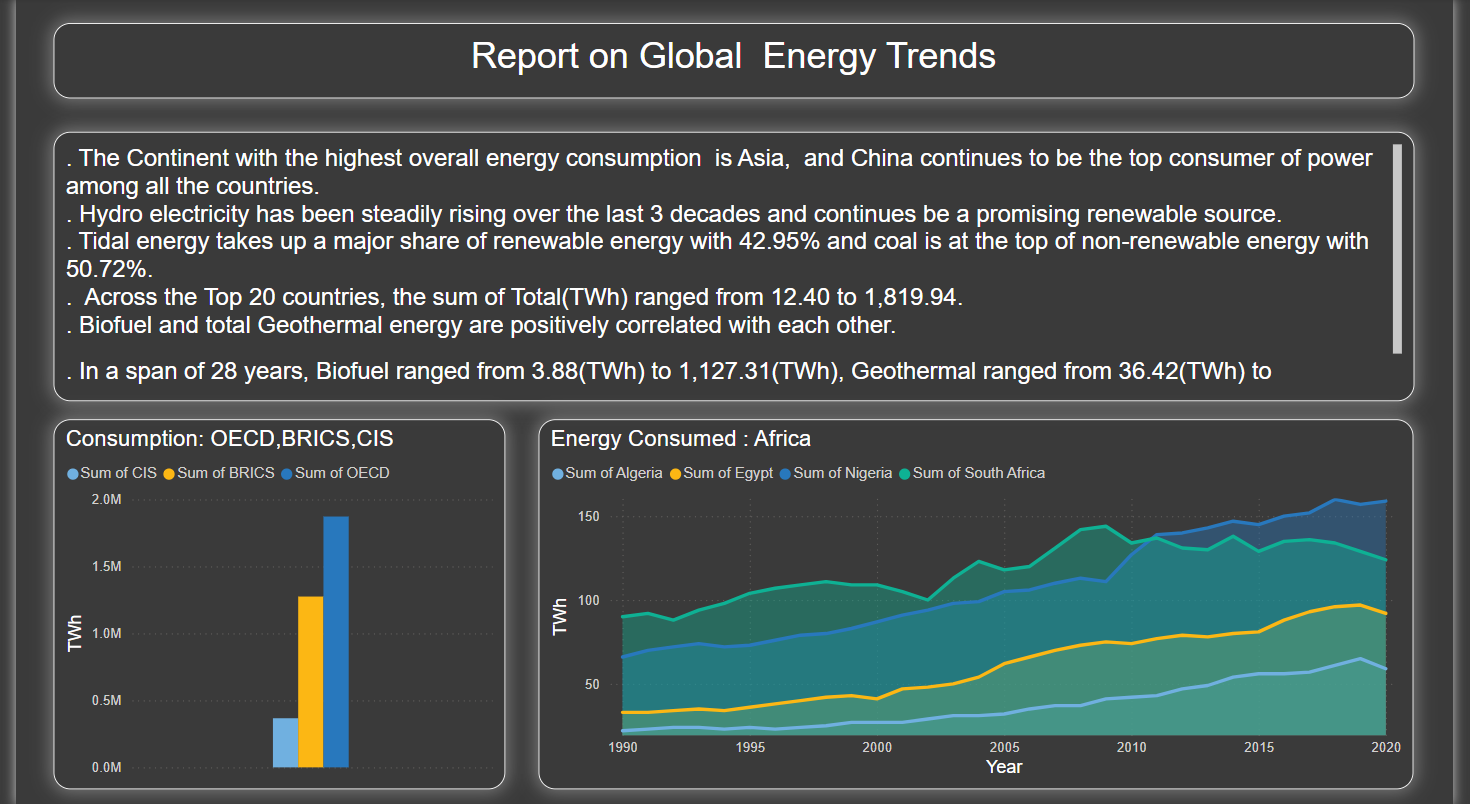 Report on Global  Energy Trends
. The Continent with the highest overall energy consumption  is Asia,  and China continues to be the top consumer of power
among all the countries.
. Hydro electricity has been steadily rising over the last 3 decades and continues be a promising renewable source.
. Tidal energy takes up a major share of renewable energy with 42.95% and coal is at the top of non-renewable energy with
50.72%.
.  Across the Top 20 countries, the sum of Total(TWh) ranged from 12.40 to 1,819.94.
. Biofuel and total Geothermal energy are positively correlated with each other.
. In a span of 28 years, Biofuel ranged from 3.88(TWh) to 1,127.31(TWh), Geothermal ranged from 36.42(TWh) to
Consumption: OECD,BRICS,CIS
Sum of CIS Sum of BRICS Sum of OECD
2.0M
1.5M
1.0M
0.5M
0.0M
TWh
Energy Consumed : Africa
Sum of Algeria Sum of Egypt Sum of Nigeria Sum of South Africa
150
100
50
TWh
1990 1995 2000 2005 2010 2015 2020
Year